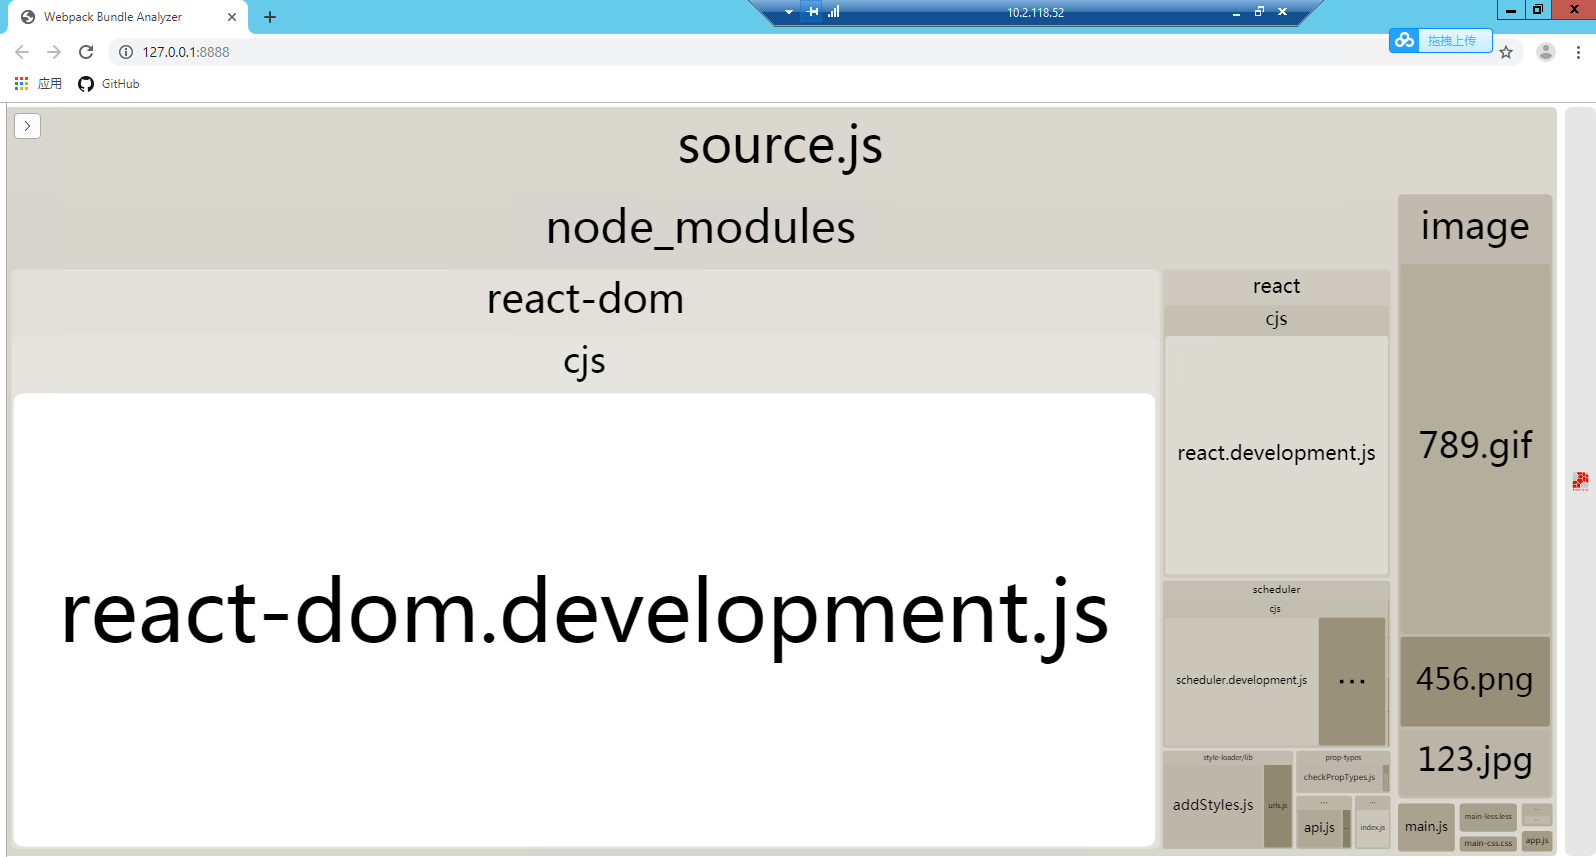 Webpack Bundle Analyzer
10.2.118.52
127.0.0.1:8888
拖拽上传
应用
GitHub
source.js
node_modules
image
react-dom
react
cjs
cjs
789.gif
react.development.js
react-dom.development.js
scheduler
cjs
scheduler.development.js
...
456.png
123.jpg
style-loader/lib
prop-types
checkPropTypes.js
addStyles.js
urls.js
...
...
api.js
...
index.js
main.js
main-less.less
main-css.css
...
...
app.js